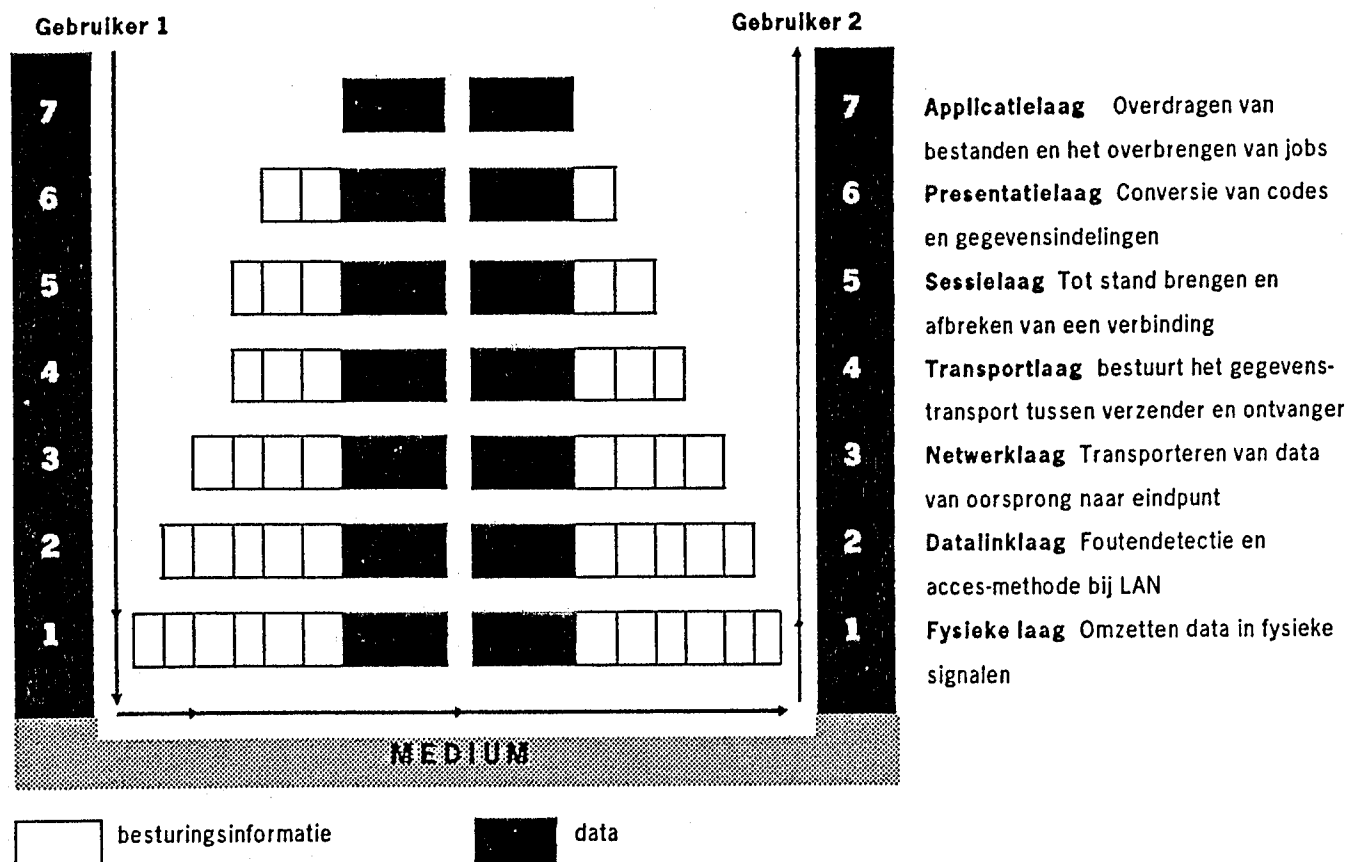 Gebruiker 1
Gebruiker 2
7
7
Applicatielaag Overdragen van
bestanden en het overbrengen van jobs
6
6
Presentatielaag Conversie van codes
en gegevensindelingen
5
5
Sessielaag Tot stand brengen en
afbreken van een verbinding
4
4
Transportlaag bestuurt het gegevens-
transport tussen verzender en ontvanger
3
3
Netwerklaag Transporteren van data
van oorsprong naar eindpunt
2
2
Datalinklaag Foutendetectie en
acces-methode bij LAN
1
1
Fysieke laag Omzetten data in fysieke
signalen
MEDIUM
besturingsinformatie
data